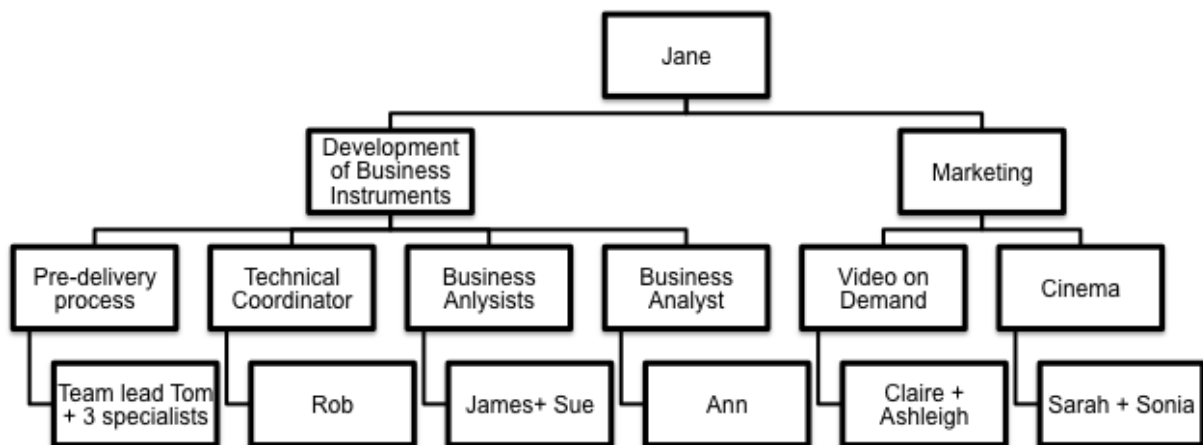 Jane
Development
of Business
Instruments
Marketing
Pre-delivery
process
Technical
Coordinator
Business
Anlysists
Business
Analyst
Video on
Demand
Cinema
Team lead Tom
+ 3 specialists
Rob
James+ Sue
Ann
Claire +
Ashleigh
Sarah + Sonia